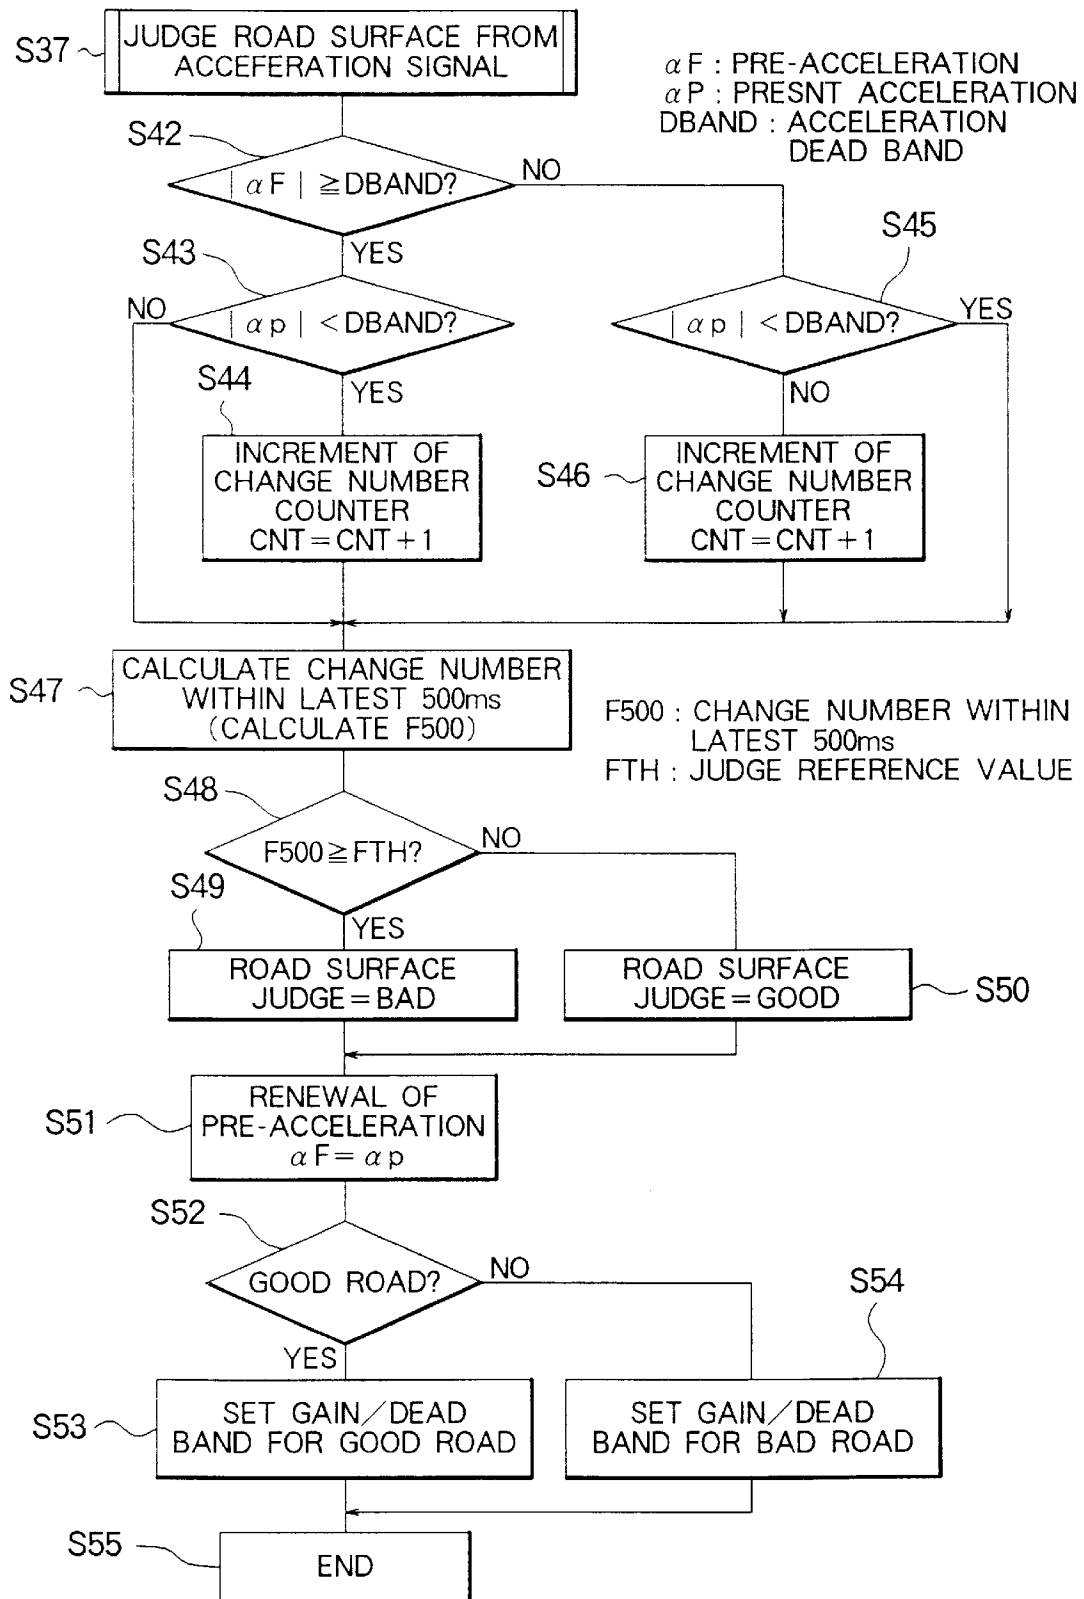 S37
JUDGE ROAD SURFACE FROM
ACCEFERATION SIGNAL
αF : PRE-ACCELERATION
αP : PRESNT ACCELERATION
DBAND : ACCELERATION
DEAD BAND
S42
| αF | ≧DBAND?
NO
YES
S43
NO
| αp | <DBAND?
YES
S45
| αp | <DBAND?
YES
NO
S44
INCREMENT OF
CHANGE NUMBER
COUNTER
CNT=CNT+1
S46
INCREMENT OF
CHANGE NUMBER
COUNTER
CNT=CNT+1
S47
CALCULATE CHANGE NUMBER
WITHIN LATEST 500ms
(CALCULATE F500)
F500 : CHANGE NUMBER WITHIN
LATEST 500ms
FTH : JUDGE REFERENCE VALUE
S48
F500≧FTH?
NO
YES
S49
ROAD SURFACE
JUDGE=BAD
ROAD SURFACE
JUDGE=GOOD
S50
S51
RENEWAL OF
PRE-ACCELERATION
αF= αp
S52
GOOD ROAD?
NO
YES
S54
S53
SET GAIN/DEAD
BAND FOR GOOD ROAD
SET GAIN/DEAD
BAND FOR BAD ROAD
S55
END